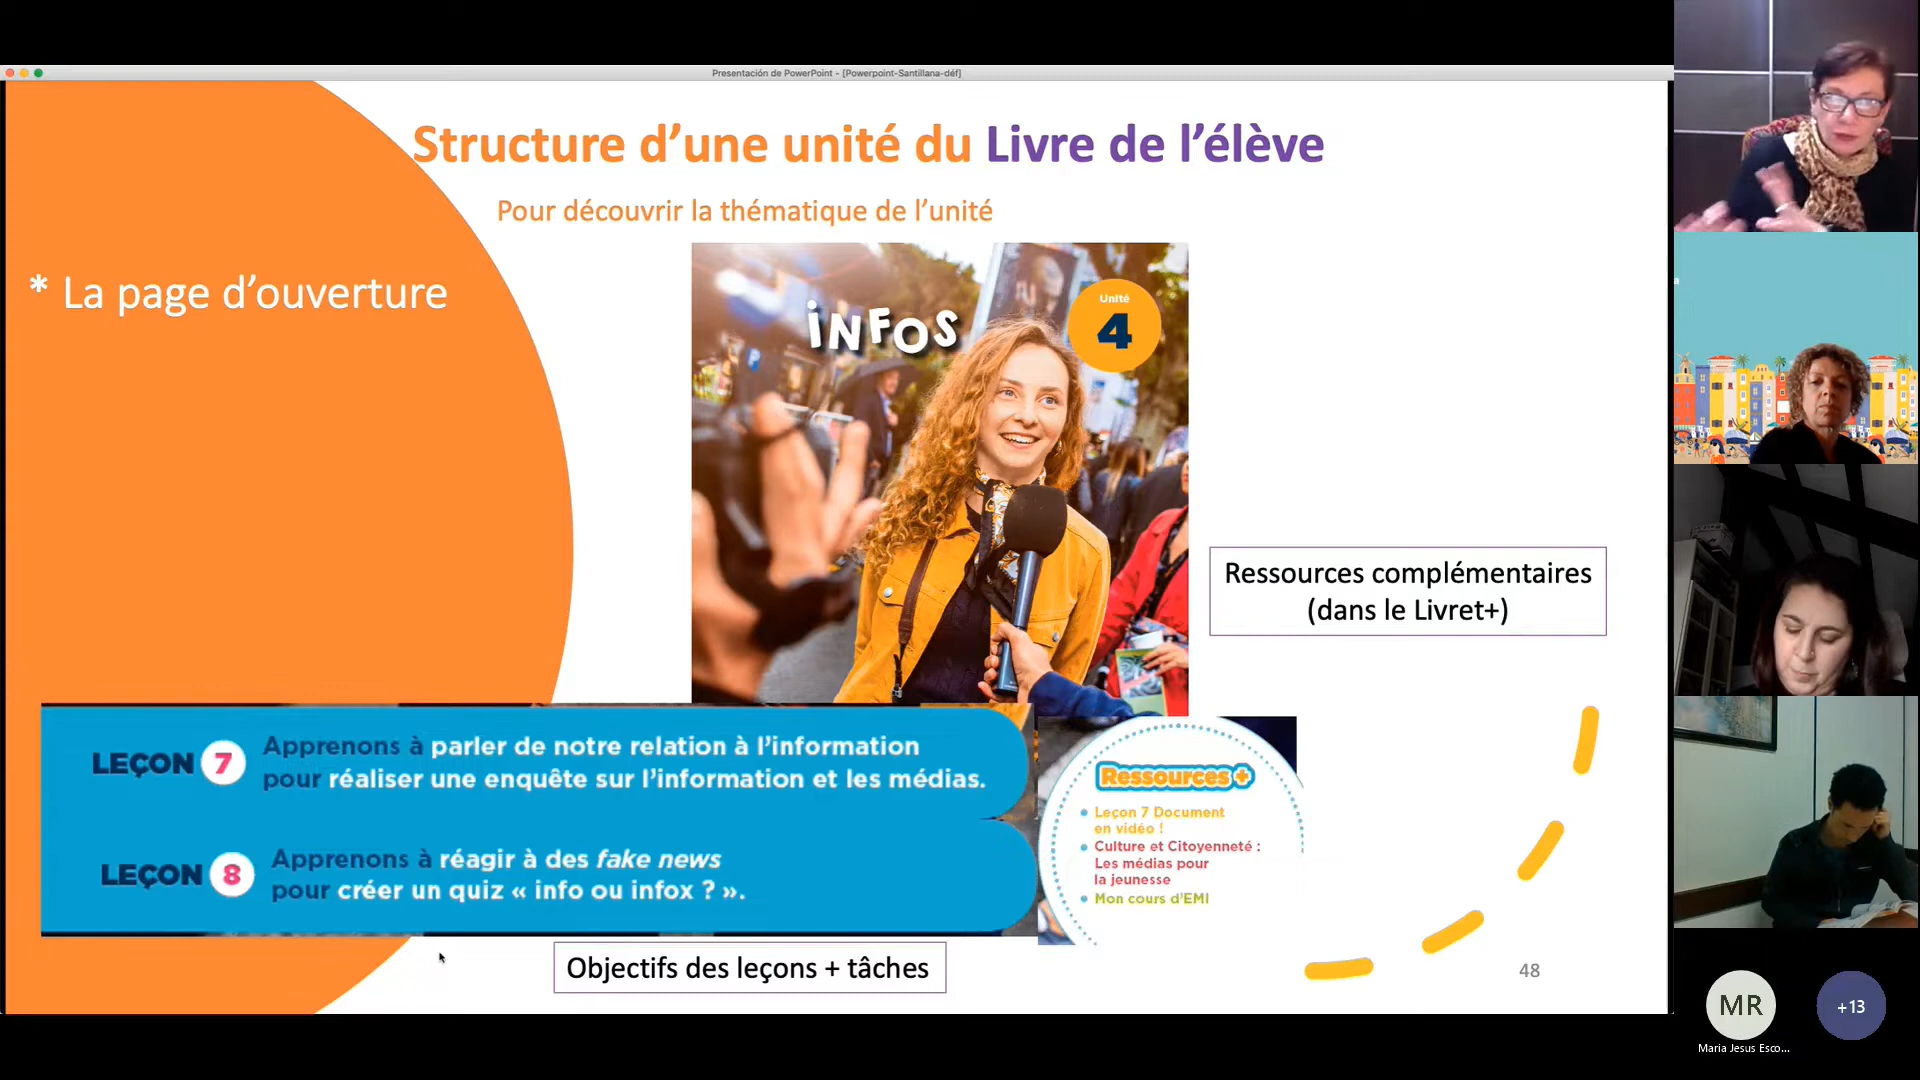 Presentación de PowerPoint - [Powerpoint-Santillana-déf]
Structure d’une unité du Livre de l’élève
Pour découvrir la thématique de l’unité
* La page d’ouverture
INFOS
Unité
4
Ressources complémentaires
(dans le Livret+)
LEÇON 7
Apprenons à parler de notre relation à l’information
pour réaliser une enquête sur l’information et les médias.
LEÇON 8
Apprenons à réagir à des fake news
pour créer un quiz « info ou infox ? ».
Ressources +
• Leçon 7 Document
en vidéo !
• Culture et Citoyenneté :
Les médias pour
la jeunesse
• Mon cours d’EMI
Objectifs des leçons + tâches
48
MR
+13
Maria Jesus Esco...